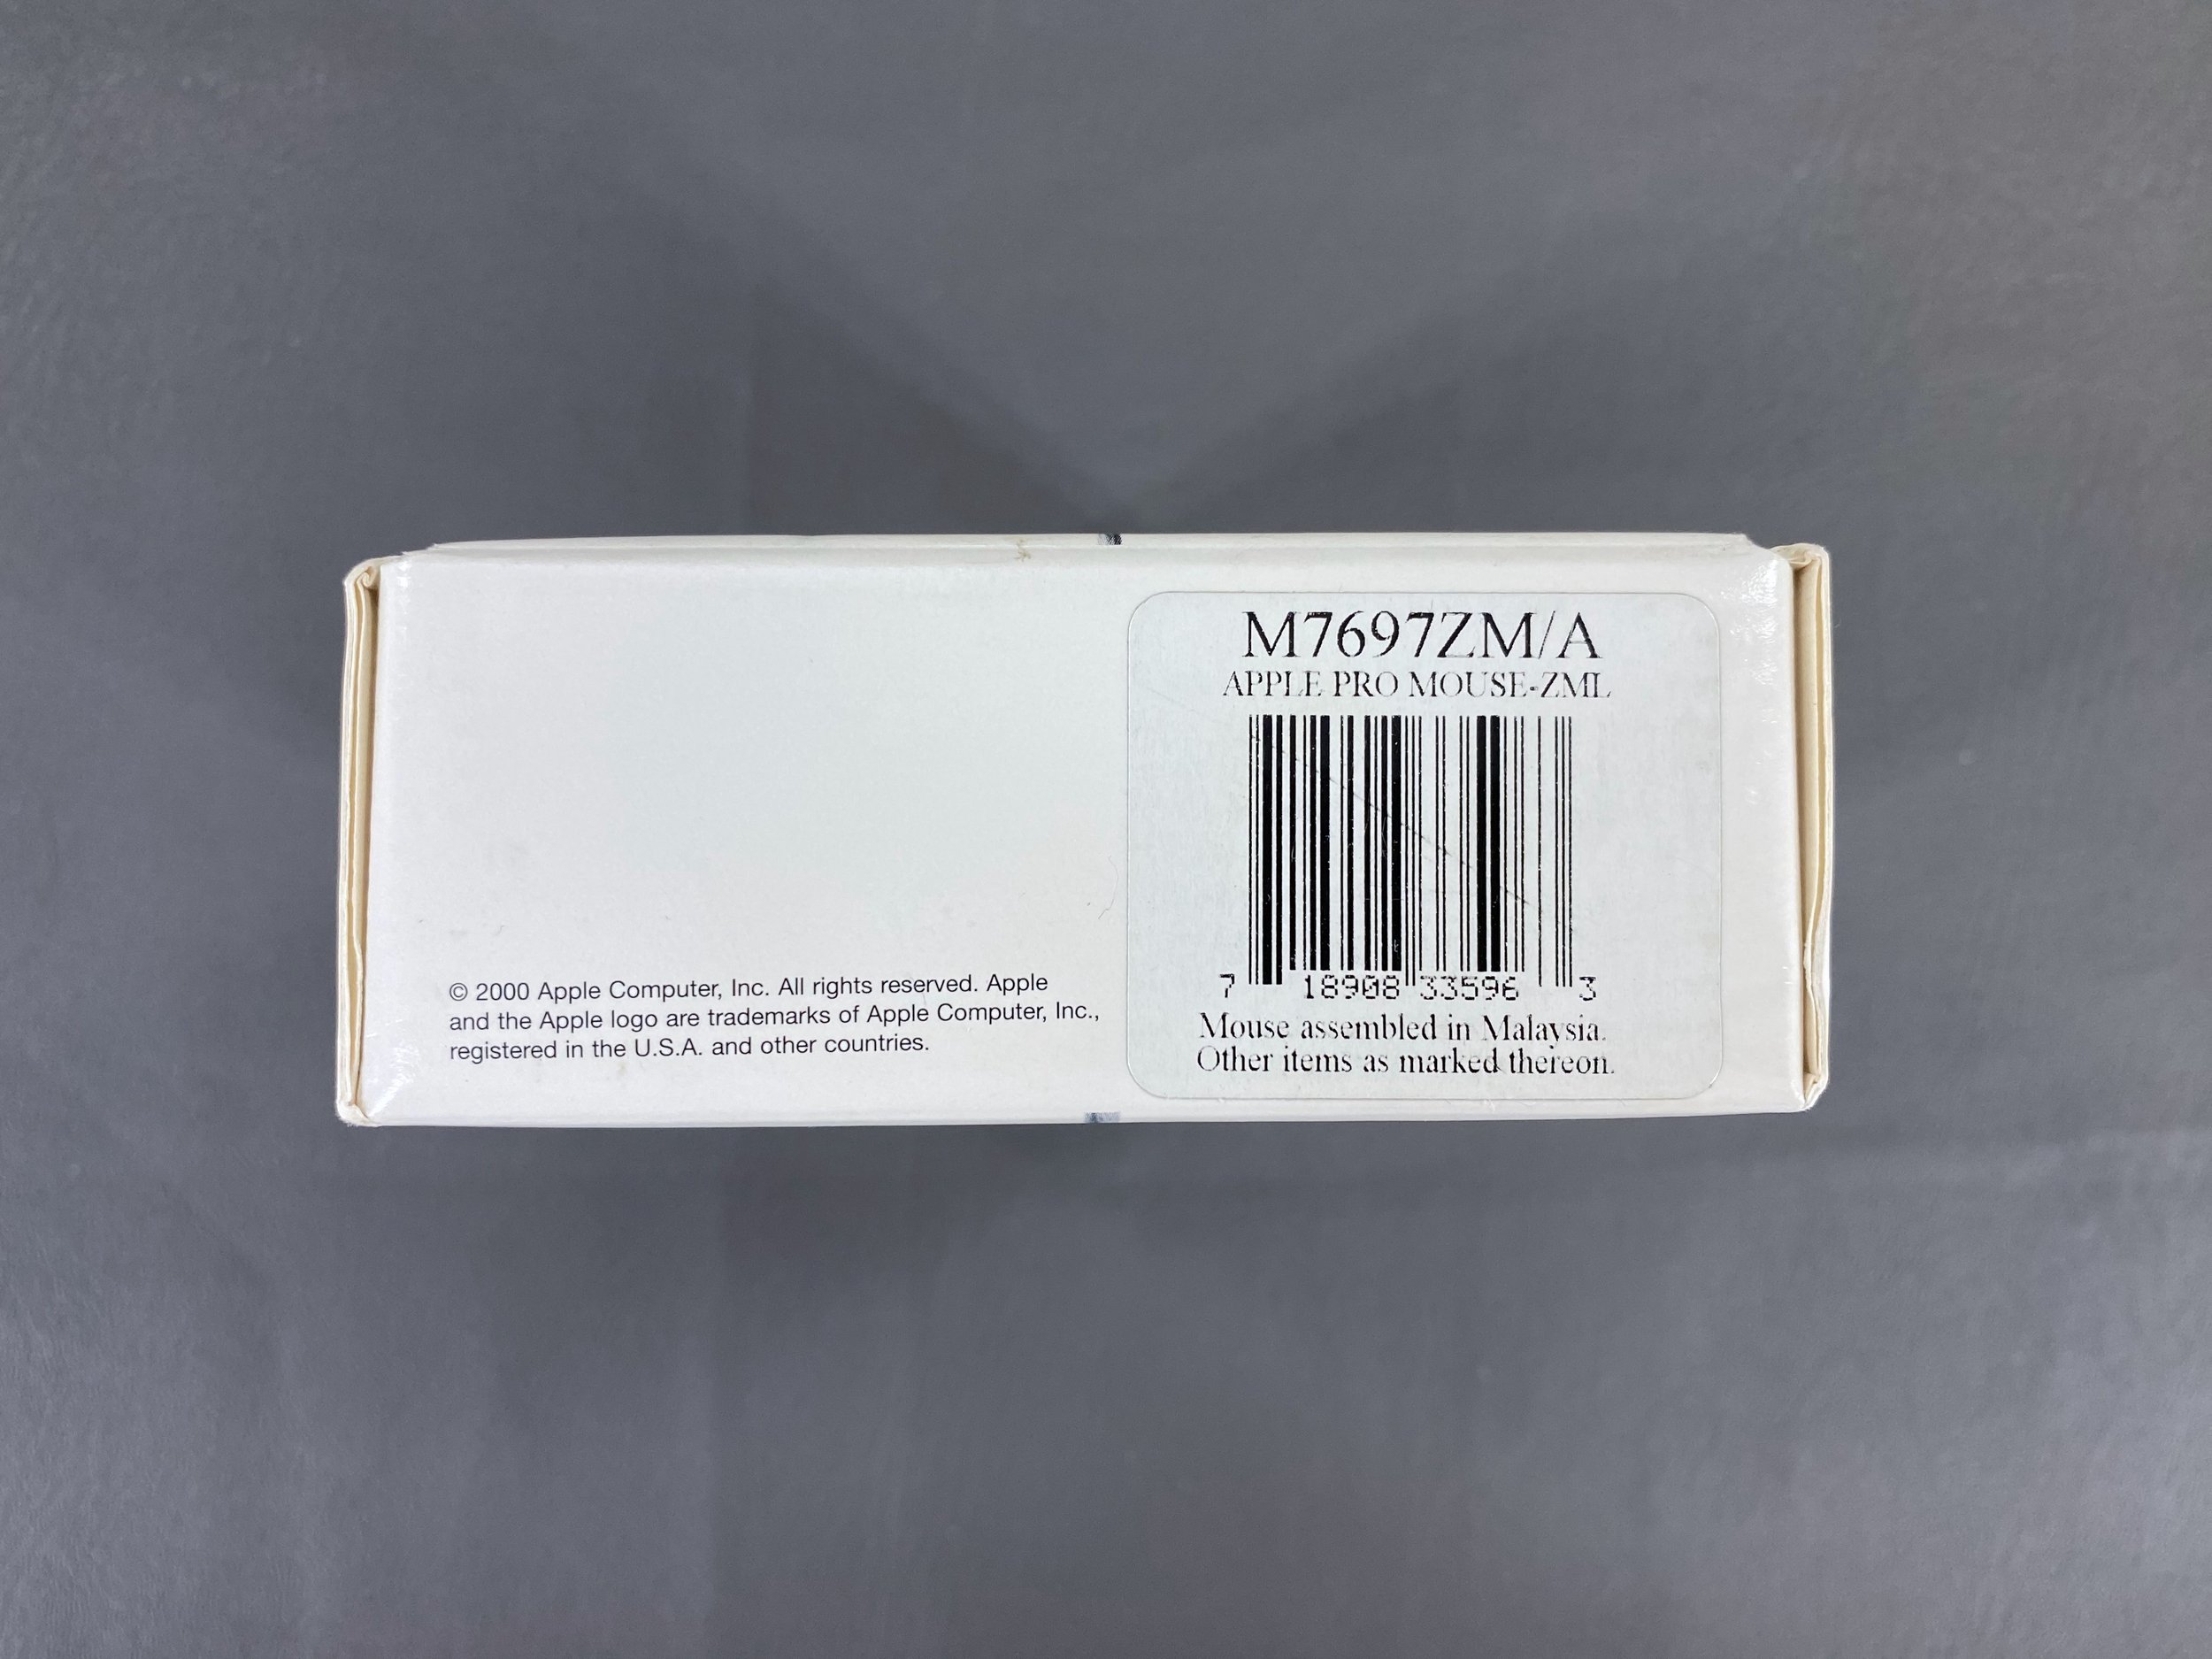 © 2000 Apple Computer, Inc. All rights reserved. Apple
and the Apple logo are trademarks of Apple Computer, Inc.,
registered in the U.S.A. and other countries.
M7697ZM/A
APPLE PRO MOUSE-ZML
7 18908 33596 3
Mouse assembled in Malaysia.
Other items as marked thereon.